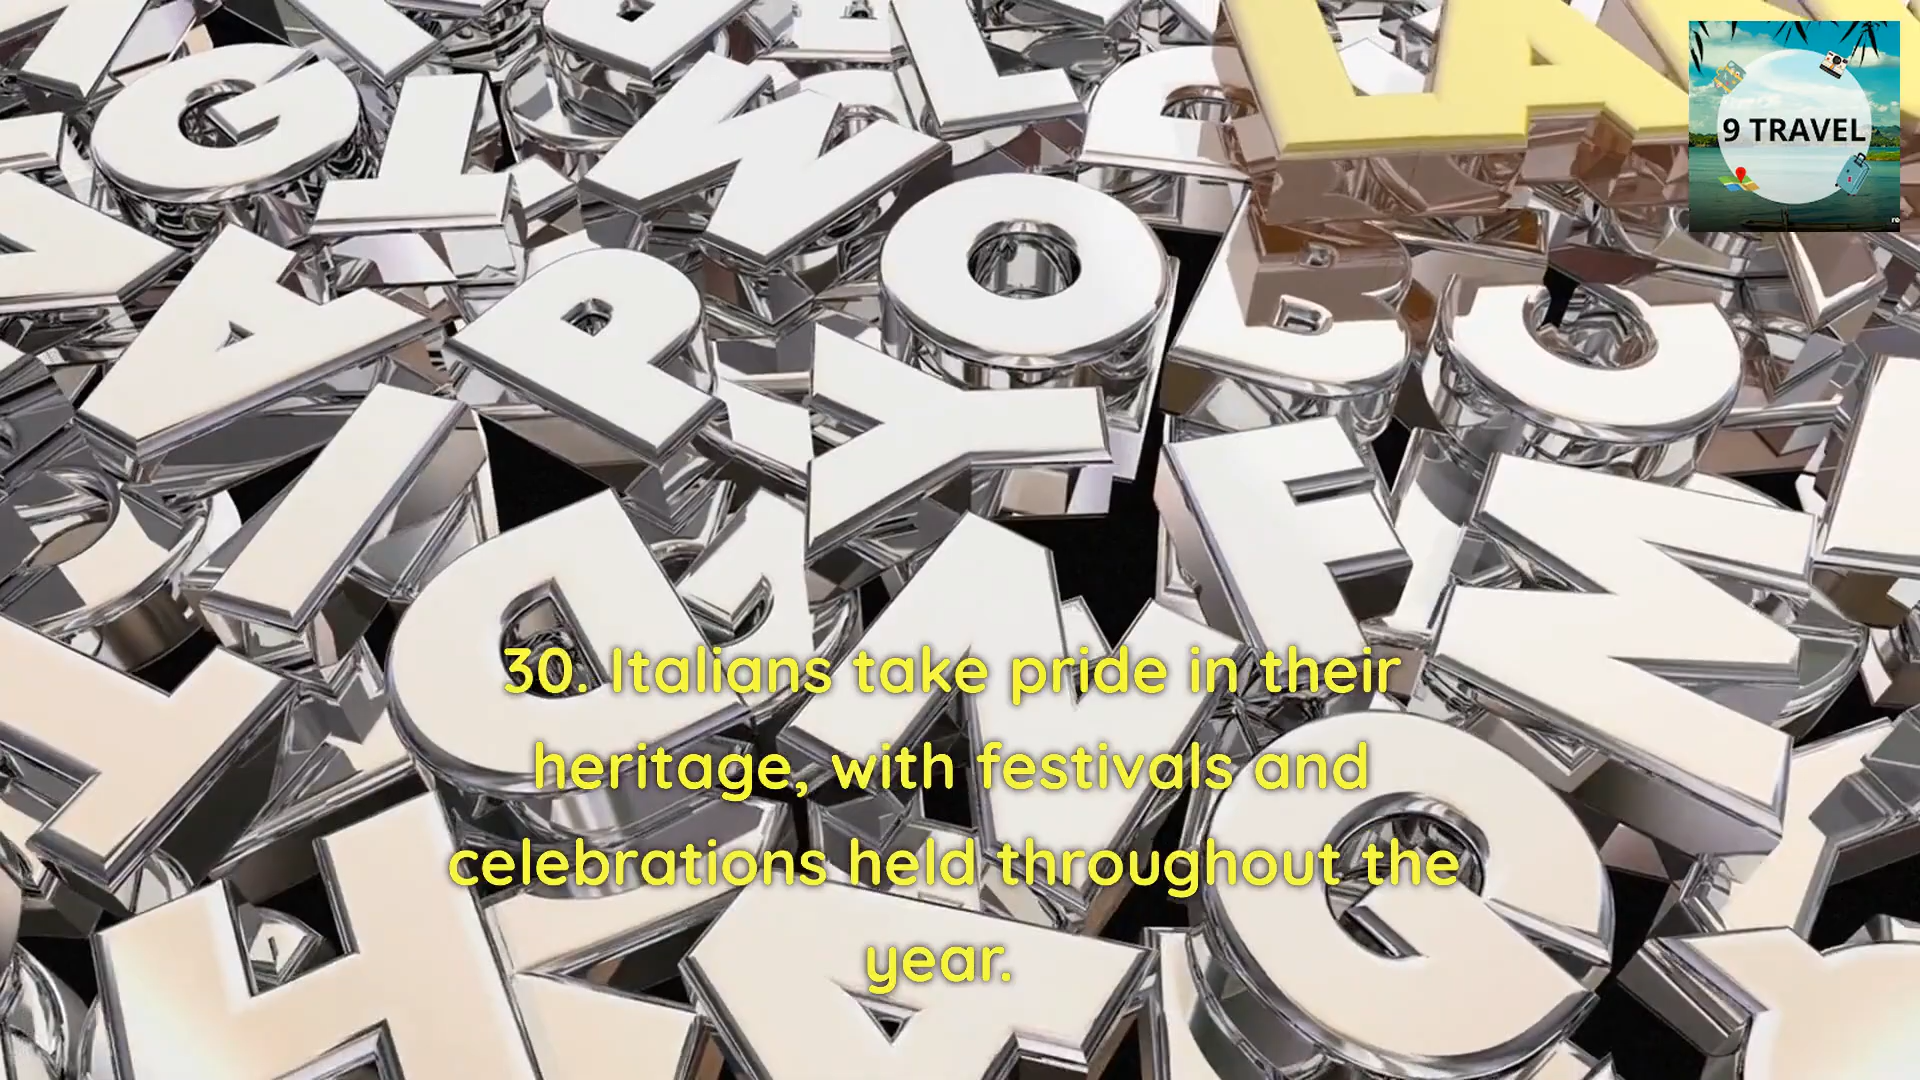 9 TRAVEL
30. Italians take pride in their
heritage, with festivals and
celebrations held throughout the
year.